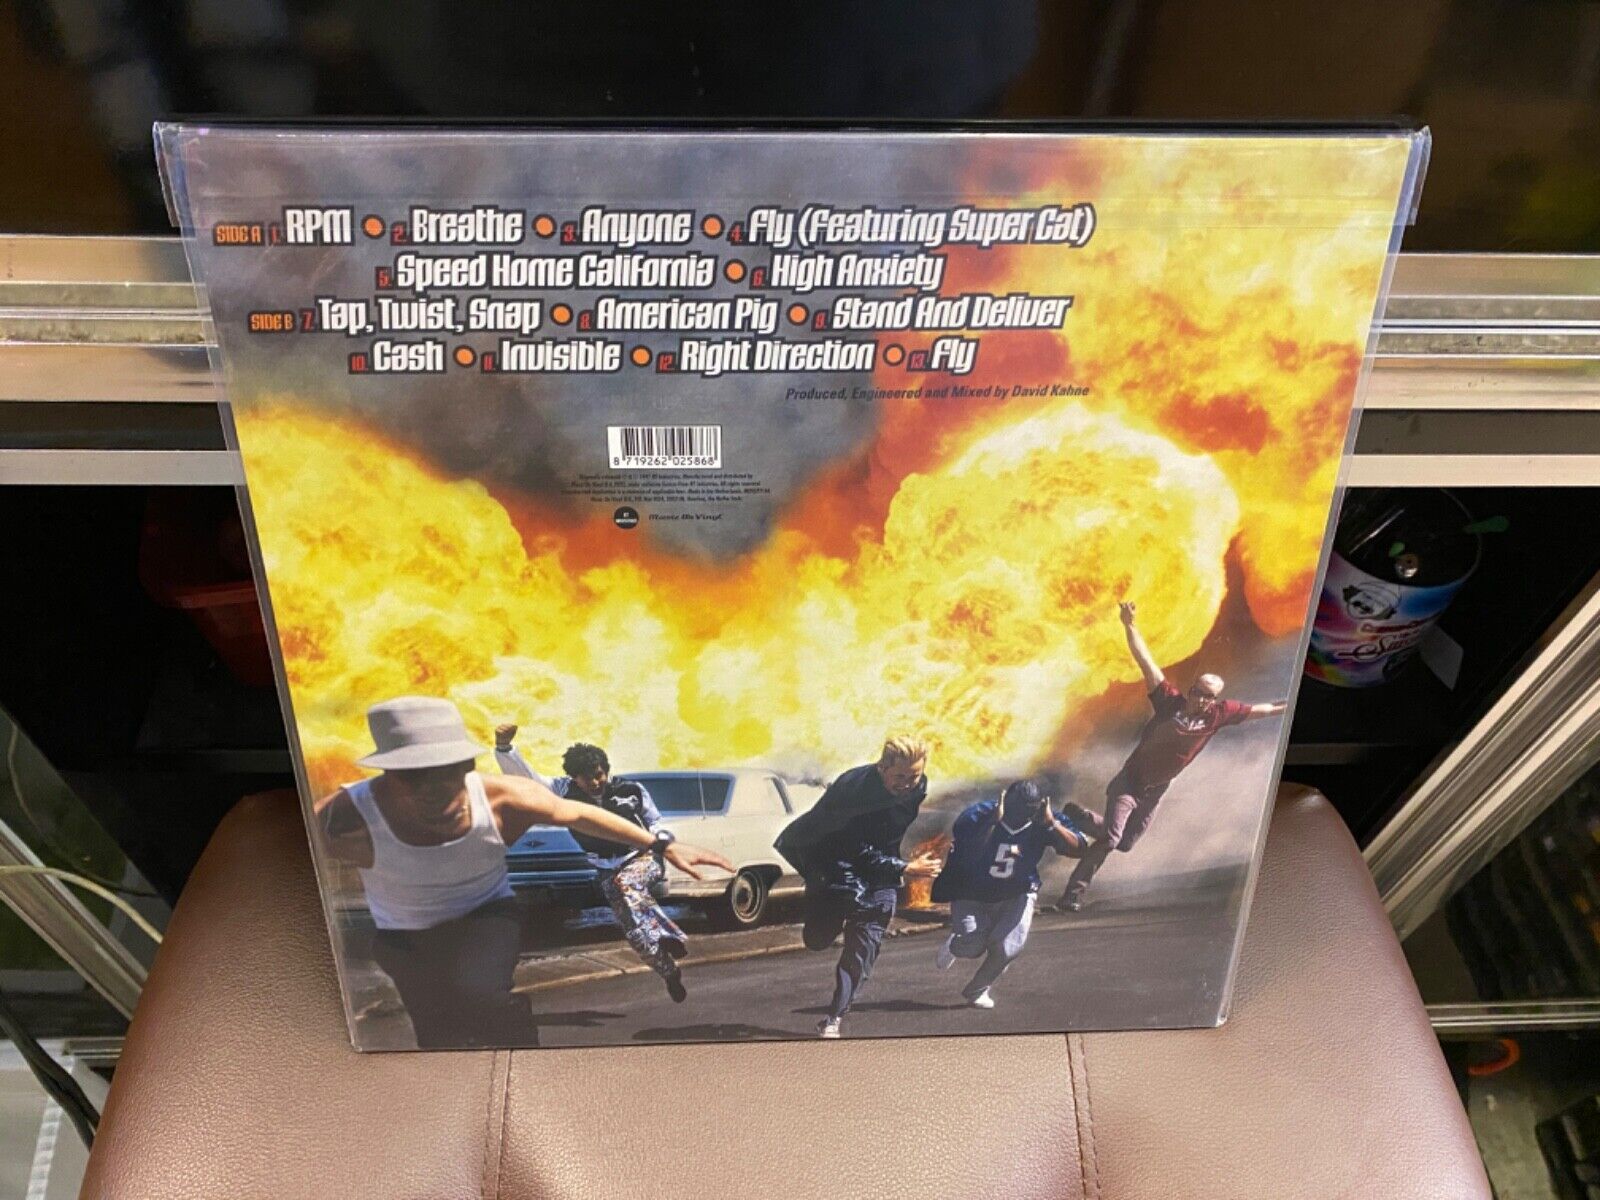 SIDE A 1. RPM • 2. Breathe • 3. Anyone • 4. Fly (Featuring Super Cat)
5. Speed Home California • 6. High Anxiety
SIDE B 7. Tap, Twist, Snap • 8. American Pig • 9. Stand And Deliver
10. Cash • 11. Invisible • 12. Right Direction • 13. Fly
Produced, Engineered and Mixed by David Kahne
8 719262 025868
Music On Vinyl
5